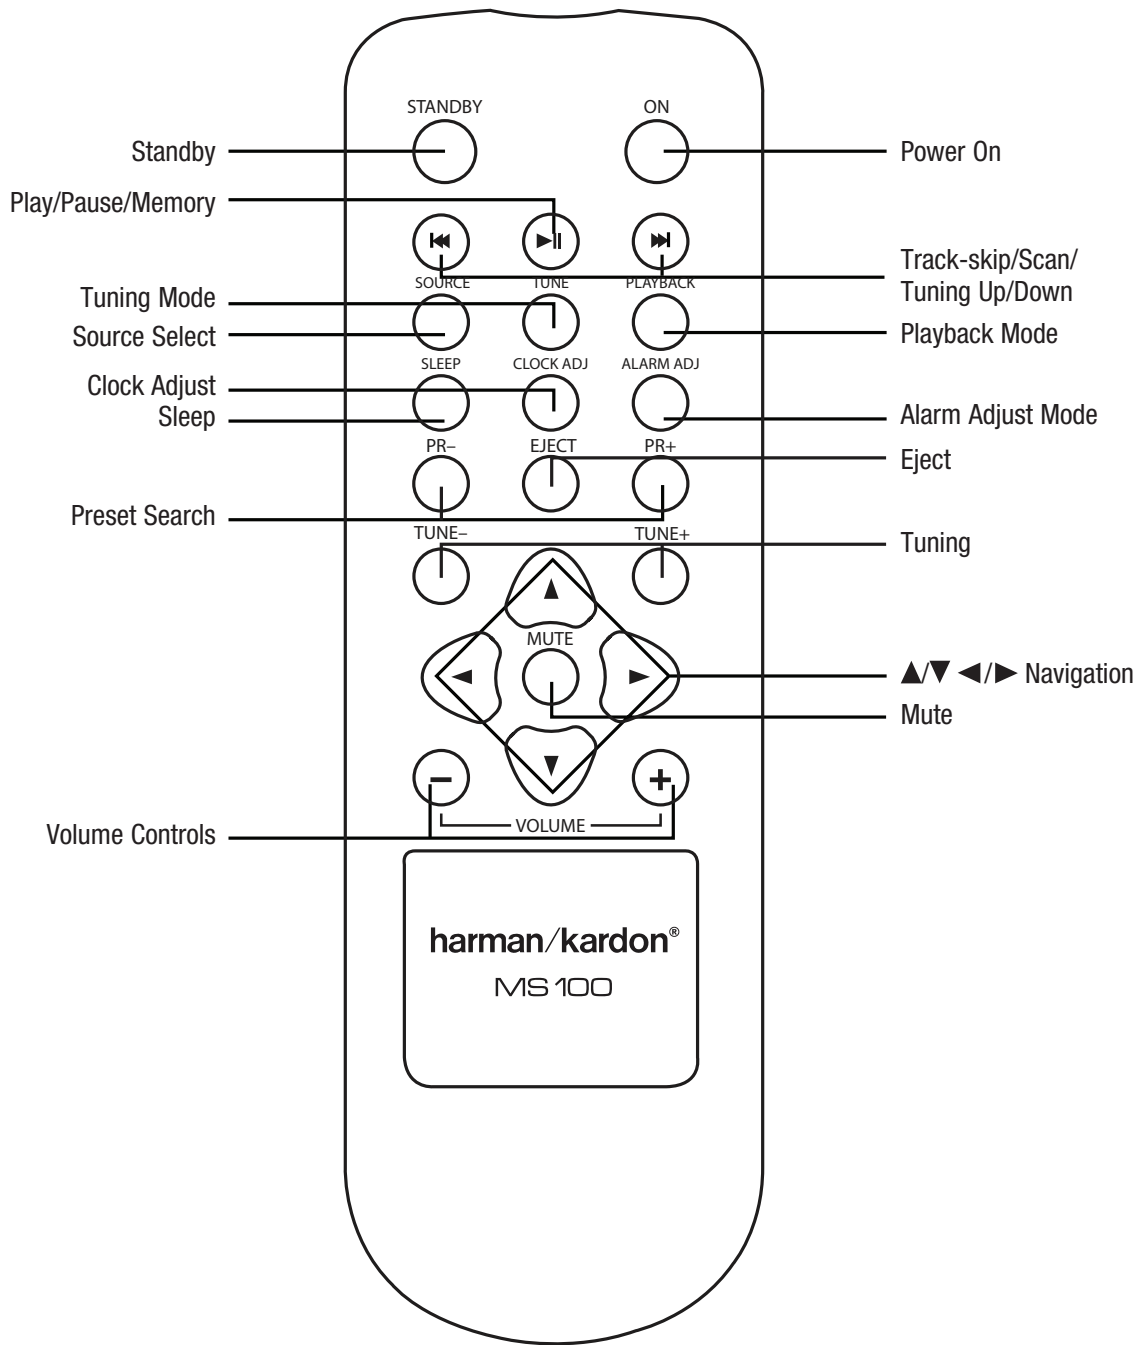 STANDBY ON
Standby
Power On
Play/Pause/Memory
Track-skip/Scan/
Tuning Up/Down
SOURCE TUNE PLAYBACK
Tuning Mode
Source Select
Playback Mode
SLEEP CLOCK ADJ ALARM ADJ
Clock Adjust
Sleep
Alarm Adjust Mode
PR– EJECT PR+
Eject
Preset Search
TUNE– TUNE+
Tuning
MUTE
▲/▼ ◀/▶ Navigation
Mute
– +
VOLUME
Volume Controls
harman/kardon®
MS 100